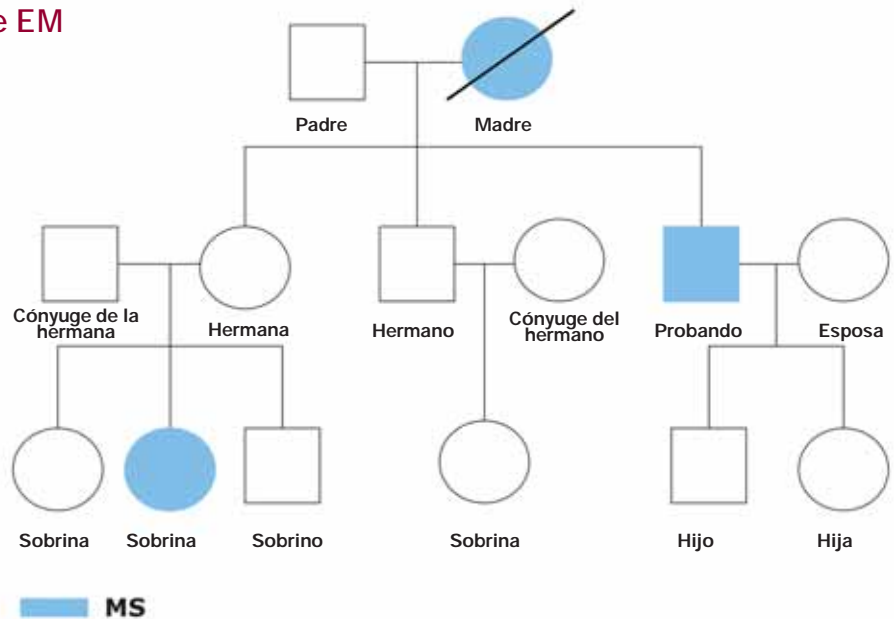 e EM
Padre
Madre
Cónyuge de la
hermana
Hermana
Hermano
Cónyuge del
hermano
Probando
Esposa
Sobrina
Sobrina
Sobrino
Sobrina
Hijo
Hija
MS